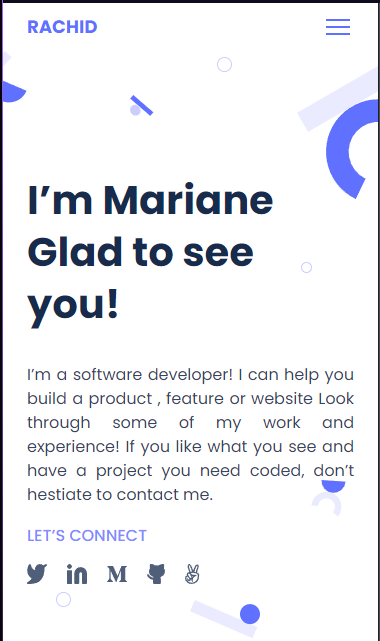 RACHID
I’m Mariane
Glad to see
you!
I’m a software developer! I can help you
build a product , feature or website Look
through some of my work and
experience! If you like what you see and
have a project you need coded, don’t
hestiate to contact me.
LET’S CONNECT